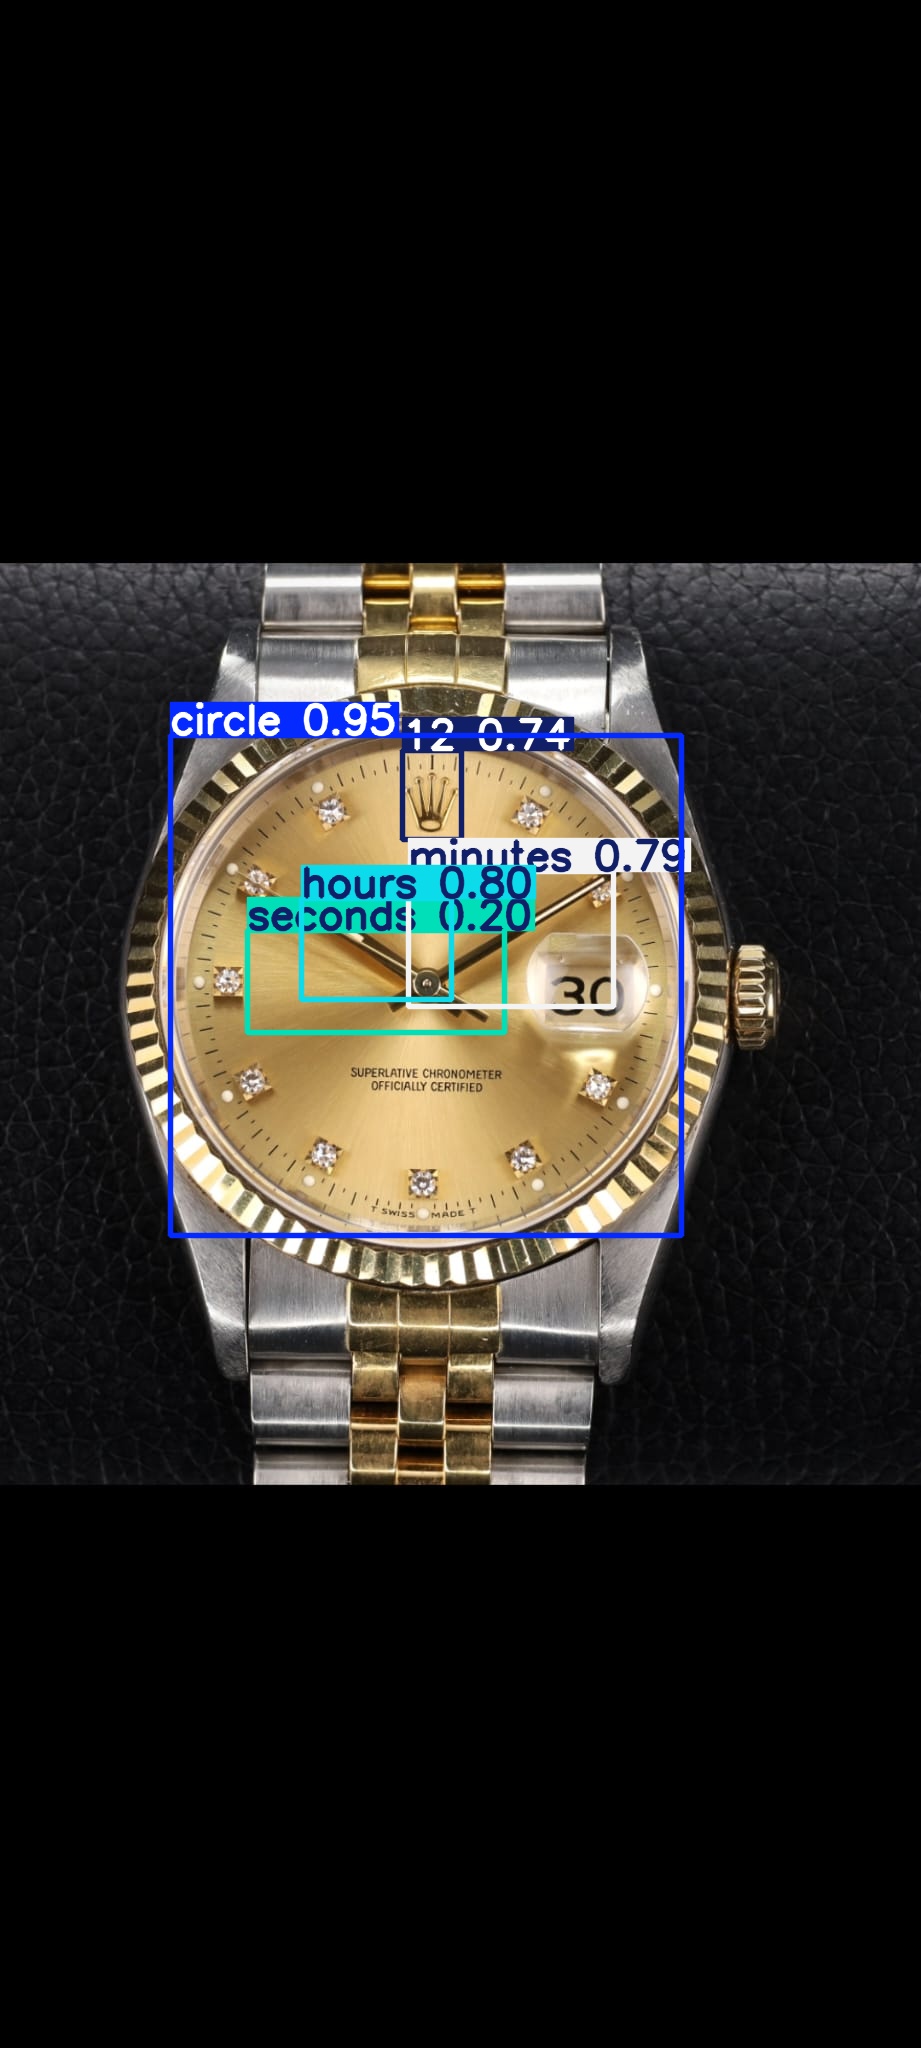 circle 0.95
12 0.74
minutes 0.79
hours 0.80
seconds 0.20
30
SUPERLATIVE CHRONOMETER
OFFICIALLY CERTIFIED
T SWISS MADE T